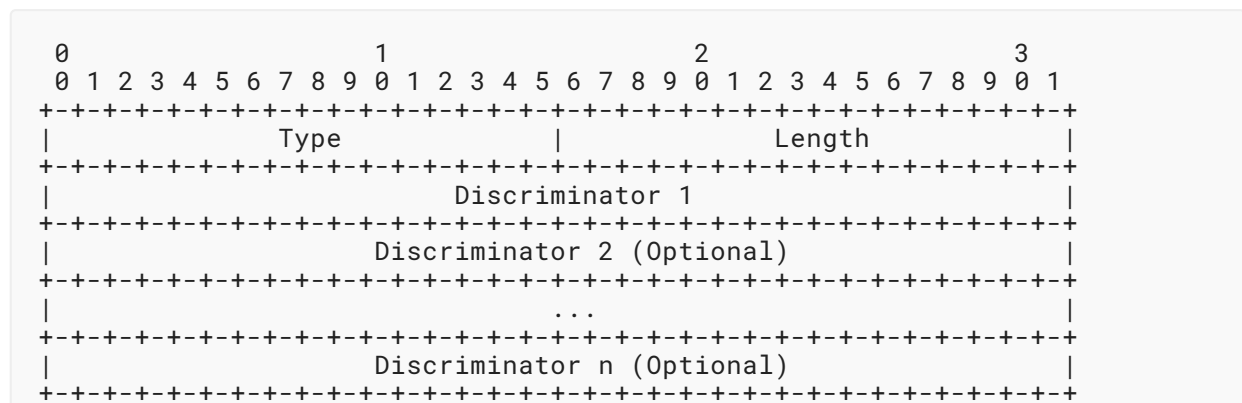 0                   1                   2                   3
 0 1 2 3 4 5 6 7 8 9 0 1 2 3 4 5 6 7 8 9 0 1 2 3 4 5 6 7 8 9 0 1
+-+-+-+-+-+-+-+-+-+-+-+-+-+-+-+-+-+-+-+-+-+-+-+-+-+-+-+-+-+-+-+-+
|              Type             |             Length            |
+-+-+-+-+-+-+-+-+-+-+-+-+-+-+-+-+-+-+-+-+-+-+-+-+-+-+-+-+-+-+-+-+
|                         Discriminator 1                       |
+-+-+-+-+-+-+-+-+-+-+-+-+-+-+-+-+-+-+-+-+-+-+-+-+-+-+-+-+-+-+-+-+
|                    Discriminator 2 (Optional)                 |
+-+-+-+-+-+-+-+-+-+-+-+-+-+-+-+-+-+-+-+-+-+-+-+-+-+-+-+-+-+-+-+-+
|                               ...                             |
+-+-+-+-+-+-+-+-+-+-+-+-+-+-+-+-+-+-+-+-+-+-+-+-+-+-+-+-+-+-+-+-+
|                    Discriminator n (Optional)                 |
+-+-+-+-+-+-+-+-+-+-+-+-+-+-+-+-+-+-+-+-+-+-+-+-+-+-+-+-+-+-+-+-+